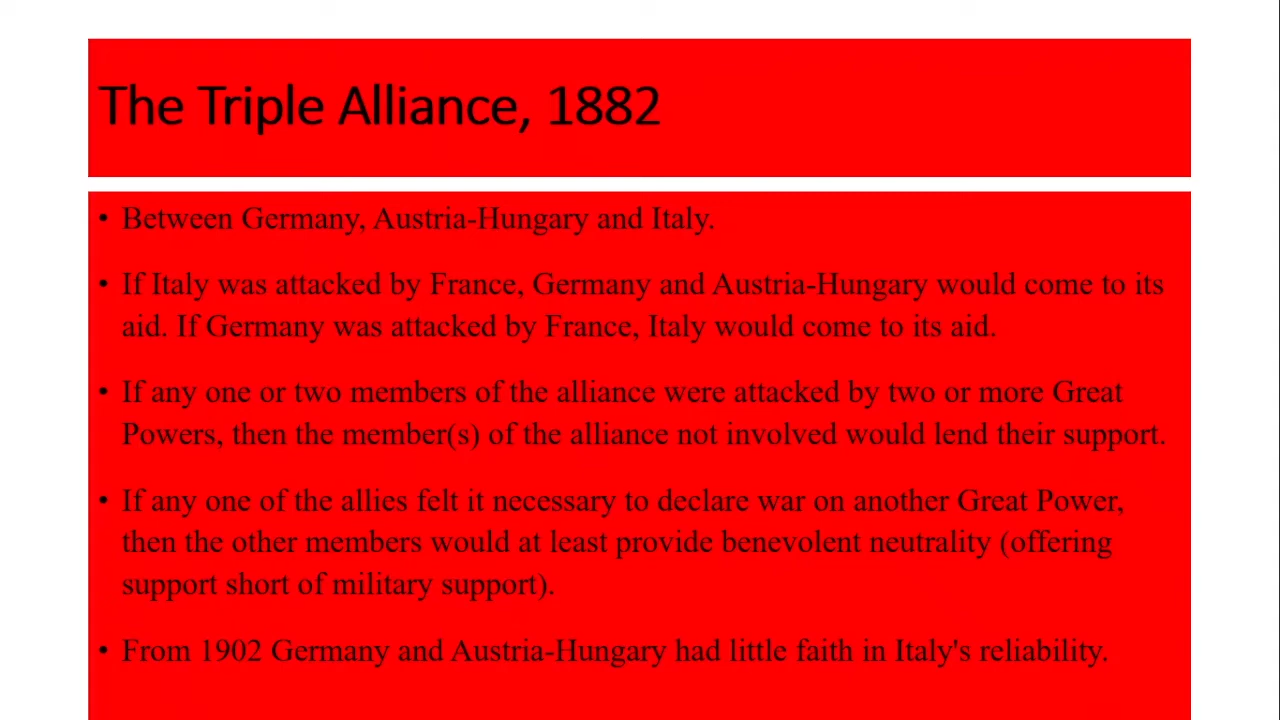 The Triple Alliance, 1882
• Between Germany, Austria-Hungary and Italy.
• If Italy was attacked by France, Germany and Austria-Hungary would come to its
aid. If Germany was attacked by France, Italy would come to its aid.
• If any one or two members of the alliance were attacked by two or more Great
Powers, then the member(s) of the alliance not involved would lend their support.
• If any one of the allies felt it necessary to declare war on another Great Power,
then the other members would at least provide benevolent neutrality (offering
support short of military support).
• From 1902 Germany and Austria-Hungary had little faith in Italy's reliability.